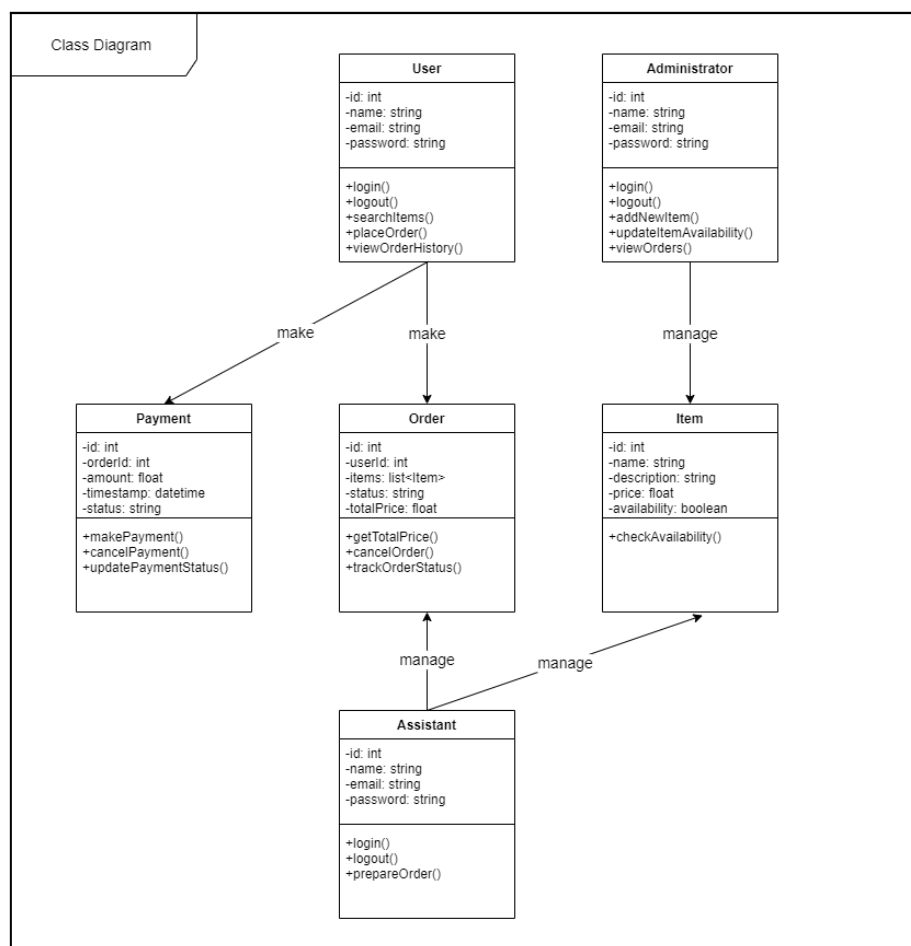 Class Diagram
User
-id: int
-name: string
-email: string
-password: string
+login()
+logout()
+searchItems()
+placeOrder()
+viewOrderHistory()
Administrator
-id: int
-name: string
-email: string
-password: string
+login()
+logout()
+addNewItem()
+updateItemAvailability()
+viewOrders()
make
make
manage
Payment
-id: int
-orderId: int
-amount: float
-timestamp: datetime
-status: string
+makePayment()
+cancelPayment()
+updatePaymentStatus()
Order
-id: int
-userId: int
-items: list<Item>
-status: string
-totalPrice: float
+getTotalPrice()
+cancelOrder()
+trackOrderStatus()
Item
-id: int
-name: string
-description: string
-price: float
-availability: boolean
+checkAvailability()
manage
manage
Assistant
-id: int
-name: string
-email: string
-password: string
+login()
+logout()
+prepareOrder()